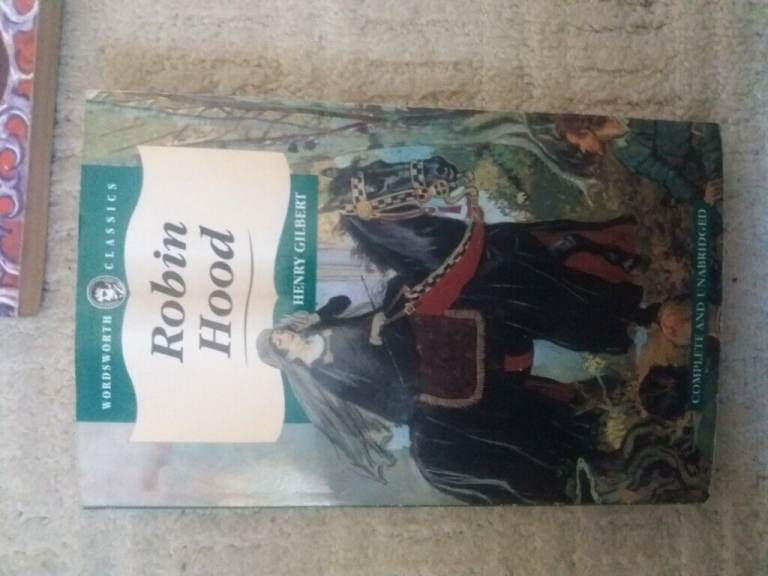 WORDSWORTH CLASSICS
Robin
Hood
HENRY GILBERT
COMPLETE AND UNABRIDGED